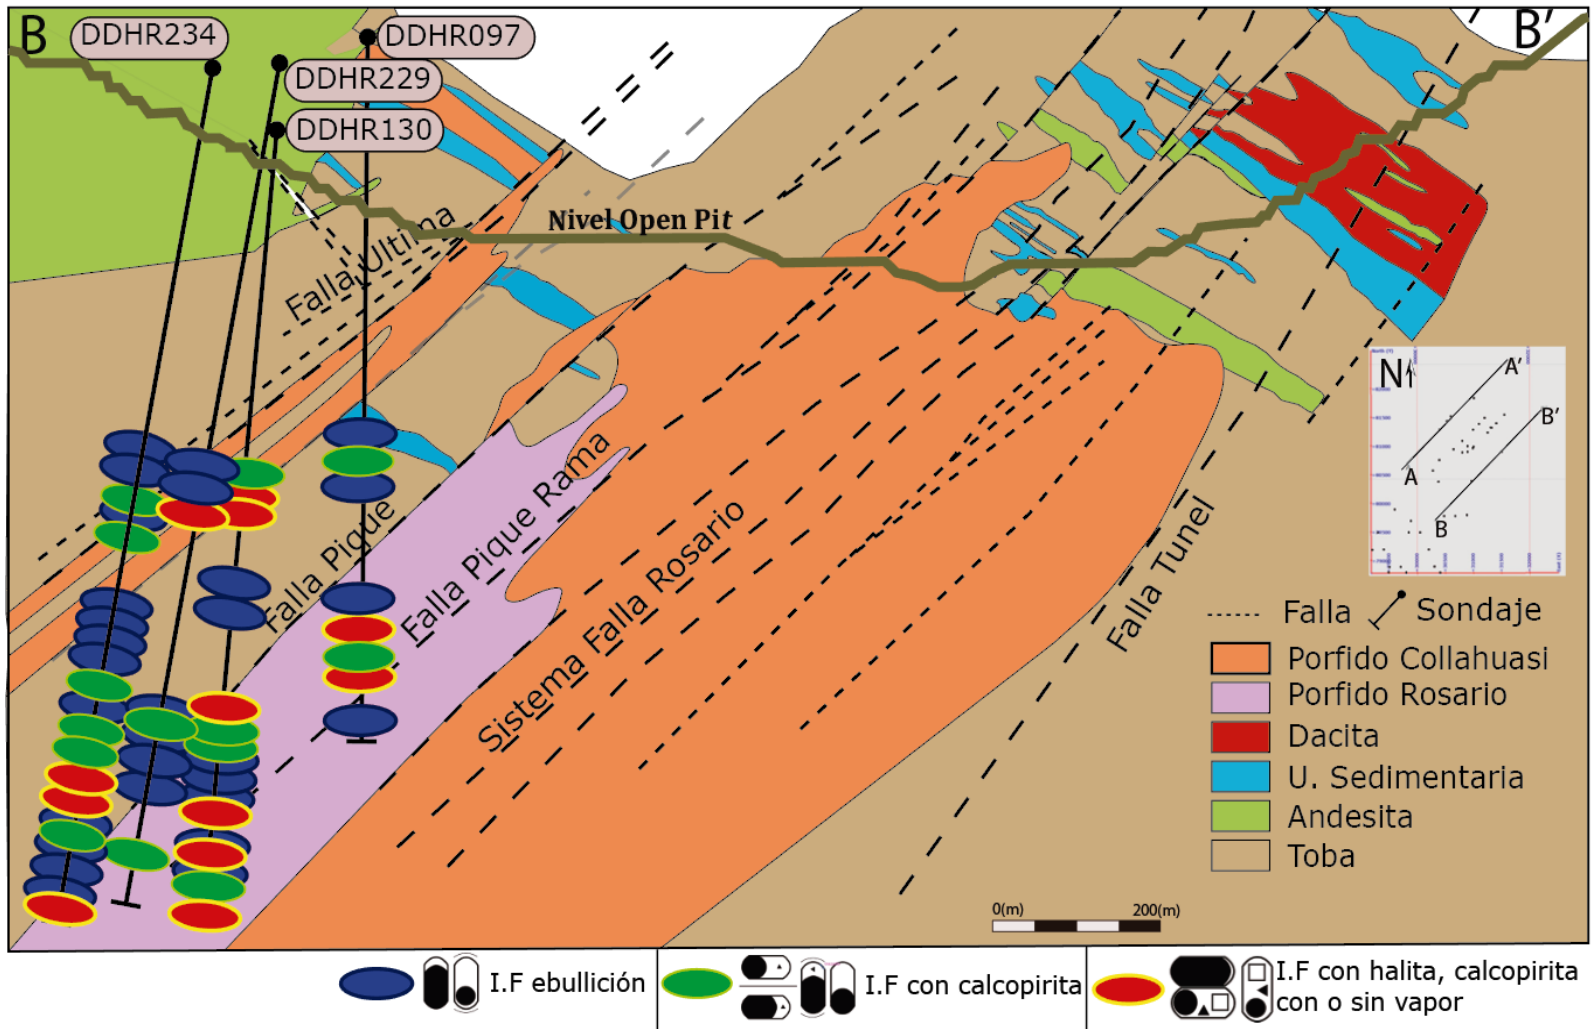 B
B’
DDHR234
DDHR097
DDHR229
DDHR130
Nivel Open Pit
Falla Ultima
Falla Pique
Falla Pique Rama
Sistema Falla Rosario
Falla Tunel
N
A’
B’
A
B
Falla
Sondaje
Porfido Collahuasi
Porfido Rosario
Dacita
U. Sedimentaria
Andesita
Toba
0(m)
200(m)
I.F ebullición
I.F con calcopirita
I.F con halita, calcopirita
con o sin vapor